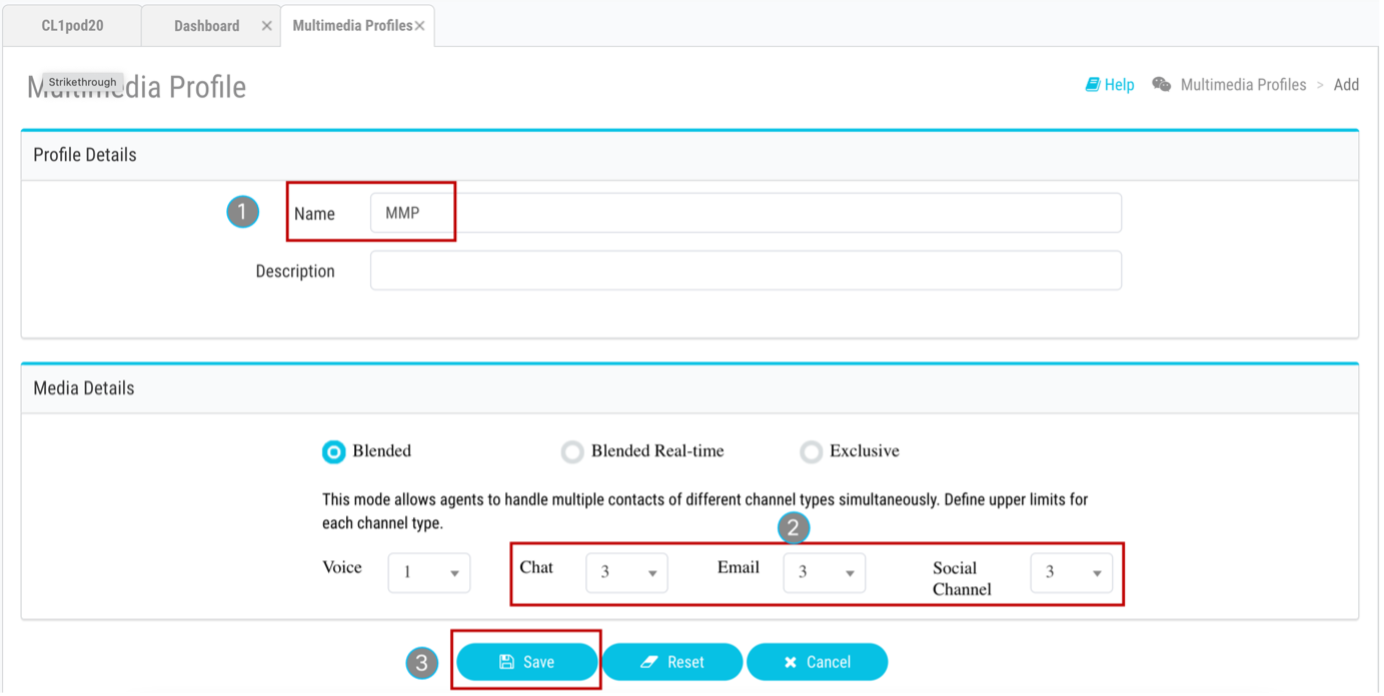 CL1pod20 Dashboard × Multimedia Profiles ×
Strikethrough
Multimedia Profile
Help Multimedia Profiles > Add
Profile Details
1 Name MMP
Description
Media Details
Blended Blended Real-time Exclusive
This mode allows agents to handle multiple contacts of different channel types simultaneously. Define upper limits for
each channel type.
2
Voice 1 Chat 3 Email 3 Social 3
Channel
3 Save Reset Cancel